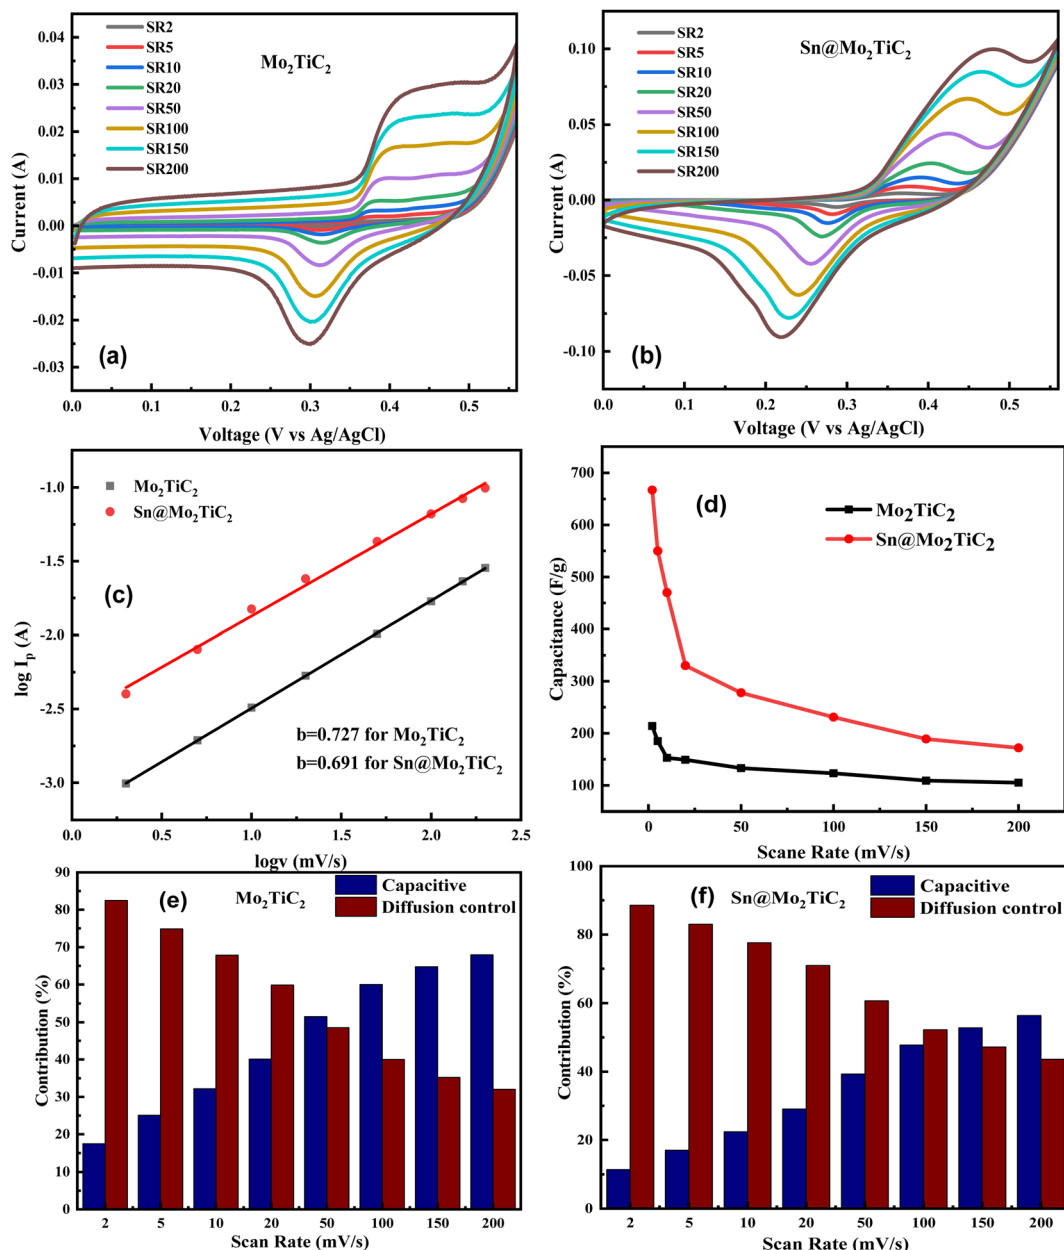 SR2
SR5
SR10
SR20
SR50
SR100
SR150
SR200
Mo₂TiC₂
(a)
Current (A)
0.04
0.03
0.02
0.01
0.00
-0.01
-0.02
-0.03
0.0 0.1 0.2 0.3 0.4 0.5
Voltage (V vs Ag/AgCl)
SR2
SR5
SR10
SR20
SR50
SR100
SR150
SR200
Sn@Mo₂TiC₂
(b)
Current (A)
0.10
0.05
0.00
-0.05
-0.10
0.0 0.1 0.2 0.3 0.4 0.5
Voltage (V vs Ag/AgCl)
Mo₂TiC₂
Sn@Mo₂TiC₂
(c)
b=0.727 for Mo₂TiC₂
b=0.691 for Sn@Mo₂TiC₂
log Iₚ (A)
-1.0
-1.5
-2.0
-2.5
-3.0
0.0 0.5 1.0 1.5 2.0 2.5
logv (mV/s)
(d)
Mo₂TiC₂
Sn@Mo₂TiC₂
Capacitance (F/g)
700
600
500
400
300
200
100
0 50 100 150 200
Scane Rate (mV/s)
(e)
Mo₂TiC₂
Capacitive
Diffusion control
Contribution (%)
90
80
70
60
50
40
30
20
10
0
2 5 10 20 50 100 150 200
Scan Rate (mV/s)
(f)
Sn@Mo₂TiC₂
Capacitive
Diffusion control
Contribution (%)
100
80
60
40
20
0
2 5 10 20 50 100 150 200
Scan Rate (mV/s)